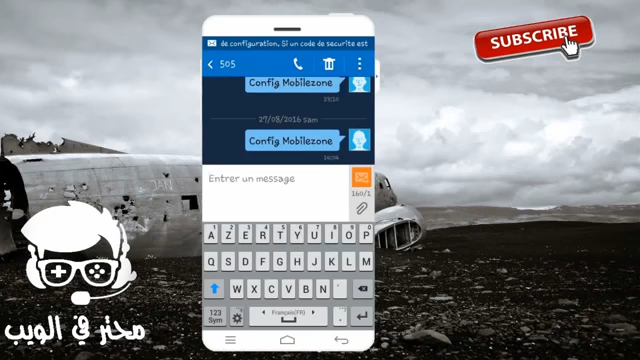 de configuration. Si un code de securite est
SUBSCRIBE
505
Config Mobilezone
27/08/2016 sam
Config Mobilezone
Entrer un message
160/1
A Z E R T Y U I O P
Q S D F G H J K L M
W X C V B N '
123
Sym
Français(FR)
محترف في الويب